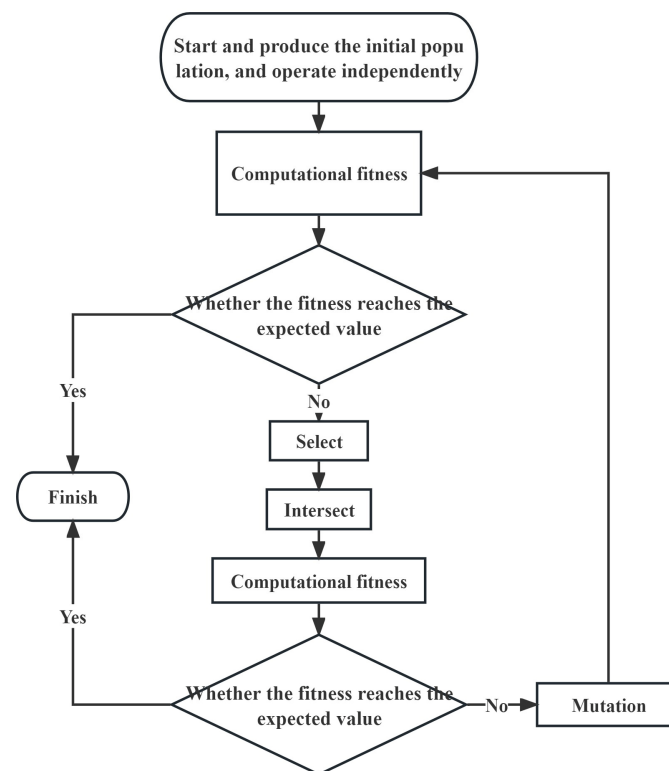 Start and produce the initial popu
lation, and operate independently
Computational fitness
Whether the fitness reaches the
expected value
Yes
No
Select
Finish
Intersect
Computational fitness
Yes
Whether the fitness reaches the
expected value
No
Mutation